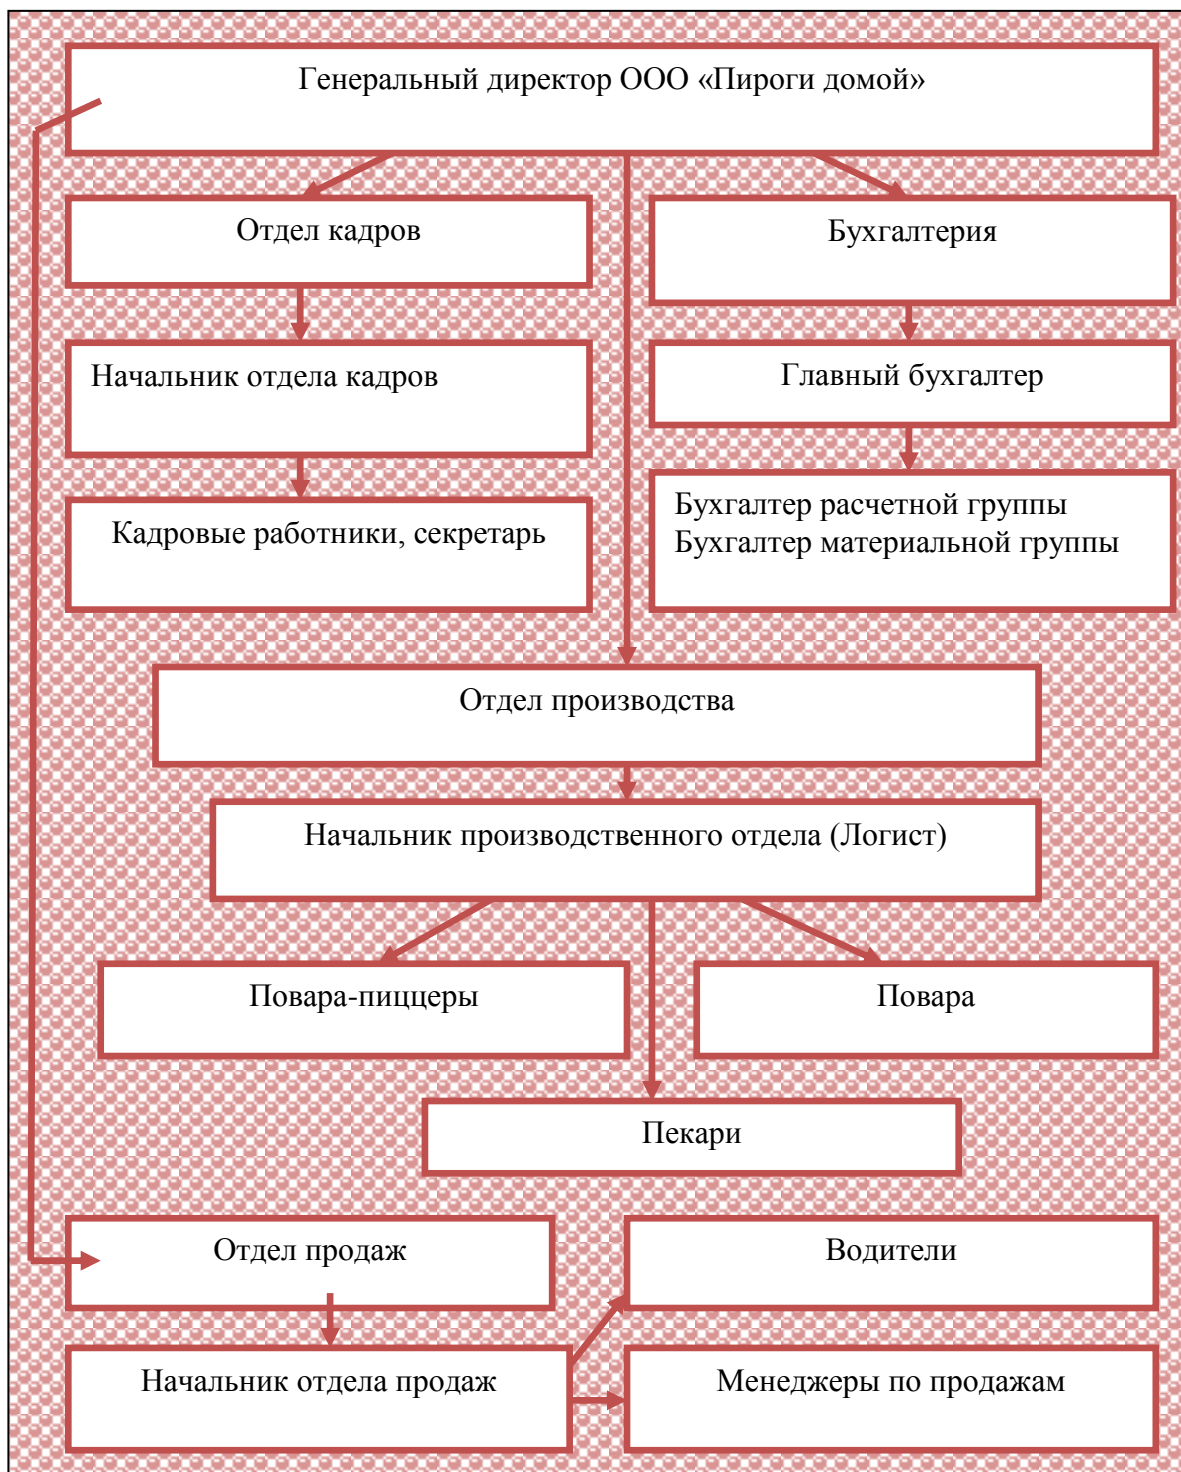 Генеральный директор ООО «Пироги домой»
Отдел кадров
Бухгалтерия
Начальник отдела кадров
Главный бухгалтер
Кадровые работники, секретарь
Бухгалтер расчетной группы
Бухгалтер материальной группы
Отдел производства
Начальник производственного отдела (Логист)
Повара-пиццеры
Повара
Пекари
Отдел продаж
Водители
Начальник отдела продаж
Менеджеры по продажам